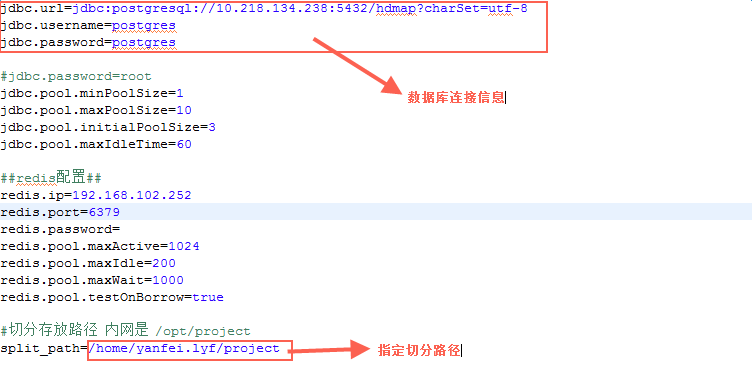 jdbc.url=jdbc:postgresql://10.218.134.238:5432/hdmap?charSet=utf-8
jdbc.username=postgres
jdbc.password=postgres
#jdbc.password=root
数据库连接信息
jdbc.pool.minPoolSize=1
jdbc.pool.maxPoolSize=10
jdbc.pool.initialPoolSize=3
jdbc.pool.maxIdleTime=60
##redis配置##
redis.ip=192.168.102.252
redis.port=6379
redis.password=
redis.pool.maxActive=1024
redis.pool.maxIdle=200
redis.pool.maxWait=1000
redis.pool.testOnBorrow=true
#切分存放路径 内网是 /opt/project
split_path=/home/yanfei.lyf/project
指定切分路径